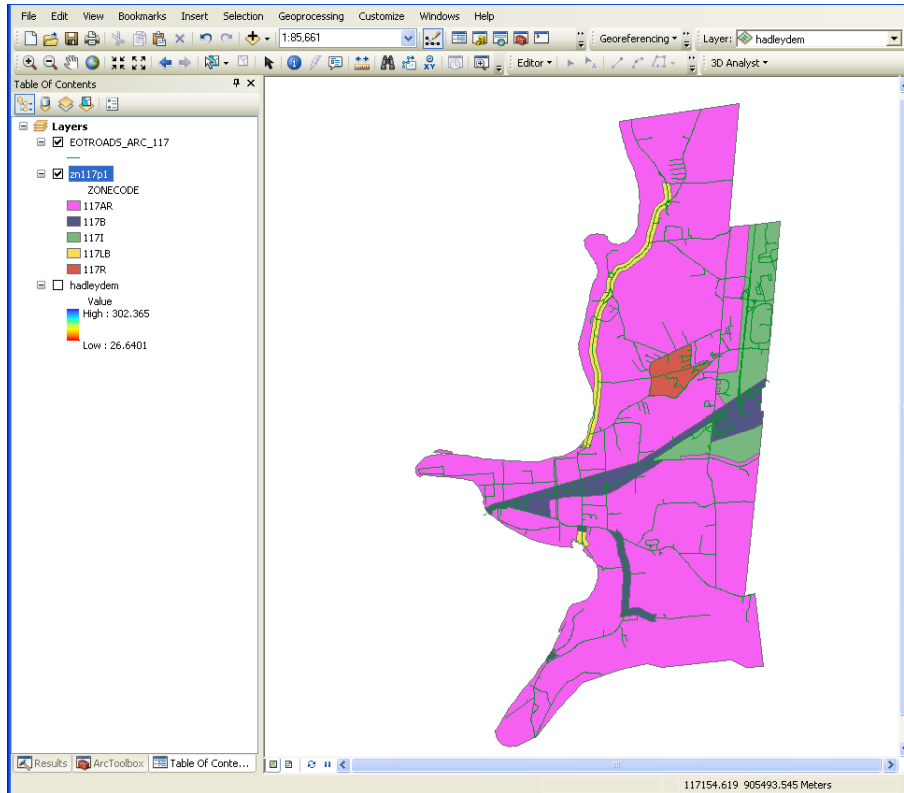 File Edit View Bookmarks Insert Selection Geoprocessing Customize Windows Help
1:85,661 Georeferencing Layer: hadleydem
Editor 3D Analyst
Table Of Contents
Layers
EOTROADS_ARC_117
zn117p1
ZONECODE
117AR
117B
117I
117LB
117R
hadleydem
Value
High : 302.365
Low : 26.6401
Results ArcToolbox Table Of Conte...
117154.619 905493.545 Meters